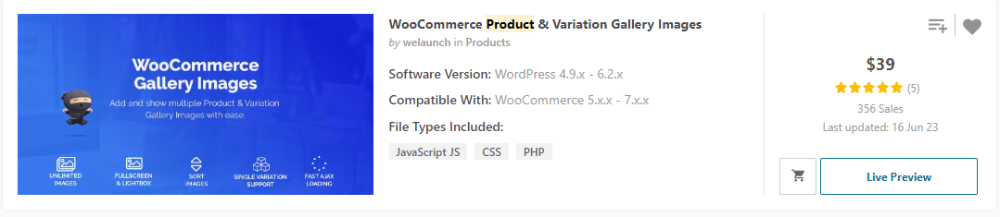 WooCommerce
Gallery Images
Add and show multiple Product & Variation
Gallery Images with ease.
UNLIMITED
IMAGES
FULLSCREEN
& LIGHTBOX
SORT
IMAGES
SINGLE VARIATION
SUPPORT
FAST AJAX
LOADING
WooCommerce Product & Variation Gallery Images
by welaunch in Products
Software Version: WordPress 4.9.x - 6.2.x
Compatible With: WooCommerce 5.x.x - 7.x.x
File Types Included:
JavaScript JS CSS PHP
$39
(5)
356 Sales
Last updated: 16 Jun 23
Live Preview